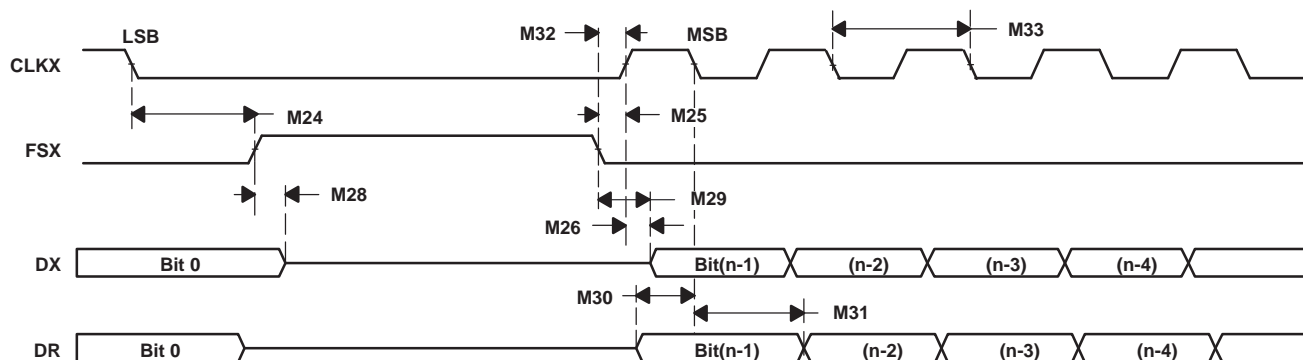 LSB
M32
MSB
M33
CLKX
M24
M25
FSX
M28
M29
M26
DX
Bit 0
Bit(n-1)
(n-2)
(n-3)
(n-4)
M30
M31
DR
Bit 0
Bit(n-1)
(n-2)
(n-3)
(n-4)